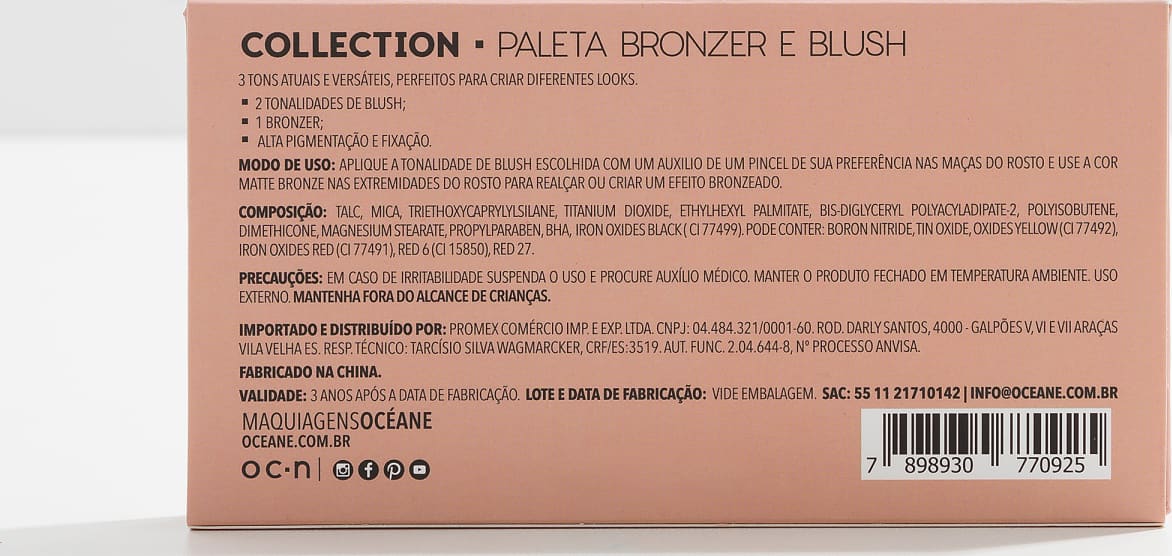 COLLECTION ▪ PALETA BRONZER E BLUSH
3 TONS ATUAIS E VERSÁTEIS, PERFEITOS PARA CRIAR DIFERENTES LOOKS.
▪ 2 TONALIDADES DE BLUSH;
▪ 1 BRONZER;
▪ ALTA PIGMENTAÇÃO E FIXAÇÃO.
MODO DE USO: APLIQUE A TONALIDADE DE BLUSH ESCOLHIDA COM UM AUXILIO DE UM PINCEL DE SUA PREFERÊNCIA NAS MAÇAS DO ROSTO E USE A COR
MATTE BRONZE NAS EXTREMIDADES DO ROSTO PARA REALÇAR OU CRIAR UM EFEITO BRONZEADO.
COMPOSIÇÃO: TALC, MICA, TRIETHOXYCAPRYLYLSILANE, TITANIUM DIOXIDE, ETHYLHEXYL PALMITATE, BIS-DIGLYCERYL POLYACYLADIPATE-2, POLYISOBUTENE,
DIMETHICONE, MAGNESIUM STEARATE, PROPYLPARABEN, BHA, IRON OXIDES BLACK ( CI 77499). PODE CONTER: BORON NITRIDE, TIN OXIDE, OXIDES YELLOW (CI 77492),
IRON OXIDES RED (CI 77491), RED 6 (CI 15850), RED 27.
PRECAUÇÕES: EM CASO DE IRRITABILIDADE SUSPENDA O USO E PROCURE AUXÍLIO MÉDICO. MANTER O PRODUTO FECHADO EM TEMPERATURA AMBIENTE. USO
EXTERNO. MANTENHA FORA DO ALCANCE DE CRIANÇAS.
IMPORTADO E DISTRIBUÍDO POR: PROMEX COMÉRCIO IMP. E EXP. LTDA. CNPJ: 04.484.321/0001-60. ROD. DARLY SANTOS, 4000 - GALPÕES V, VI E VII ARAÇAS
VILA VELHA ES. RESP. TÉCNICO: TARCÍSIO SILVA WAGMARCKER, CRF/ES:3519. AUT. FUNC. 2.04.644-8, Nº PROCESSO ANVISA.
FABRICADO NA CHINA.
VALIDADE: 3 ANOS APÓS A DATA DE FABRICAÇÃO. LOTE E DATA DE FABRICAÇÃO: VIDE EMBALAGEM. SAC: 55 11 21710142 | INFO@OCEANE.COM.BR
MAQUIAGENSOCÉANE
OCEANE.COM.BR
oc·n
7 898930 770925